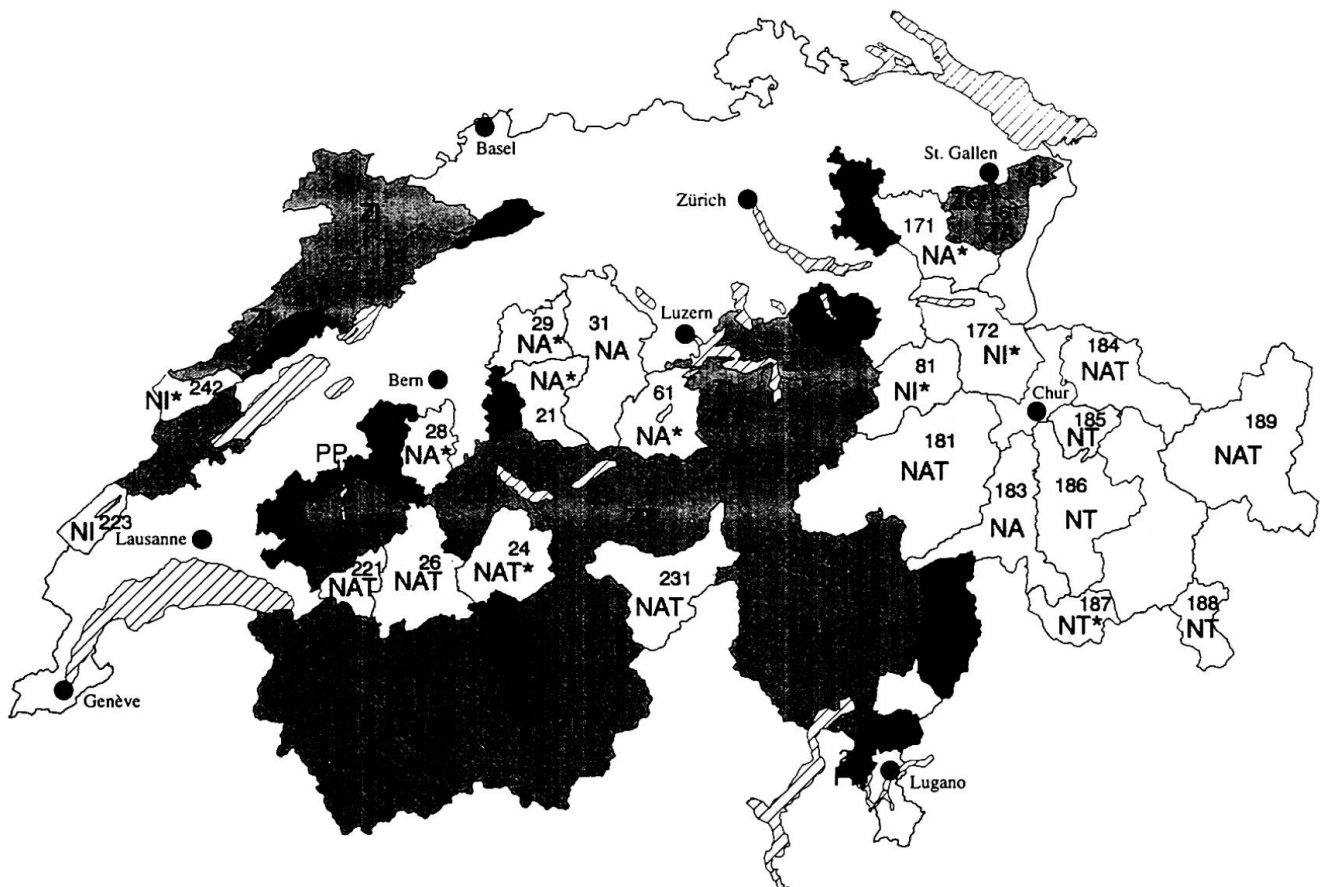 Basel
St. Gallen
Zürich
171
NA*
29
NA*
31
NA
Luzern
172
NI*
184
NAT
NI*
242
Bern
NA*
21
61
NA*
81
NI*
Chur
185
NT
189
NAT
28
NA*
PP
181
NAT
183
NA
186
NT
NI
223
Lausanne
221
NAT
26
NAT
24
NAT*
231
NAT
187
NT*
188
NT
Genève
Lugano